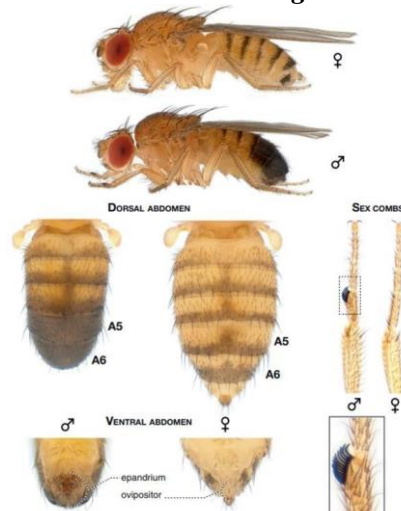 ♀
♂
DORSAL ABDOMEN
SEX COMBS
A5
A6
A5
A6
♂
♀
♂
♀
VENTRAL ABDOMEN
epandrium
ovipositor